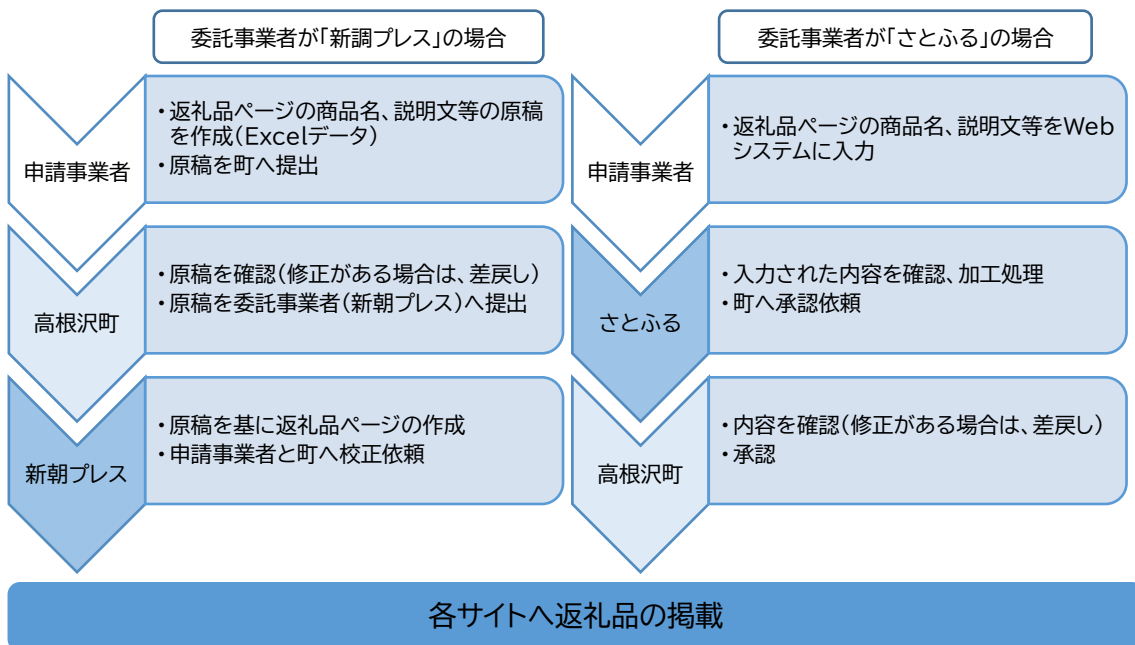 委託事業者が「新調プレス」の場合
申請事業者
・返礼品ページの商品名、説明文等の原稿
を作成(Excelデータ)
・原稿を町へ提出
高根沢町
・原稿を確認(修正がある場合は、差戻し)
・原稿を委託事業者(新朝プレス)へ提出
新朝プレス
・原稿を基に返礼品ページの作成
・申請事業者と町へ校正依頼
委託事業者が「さとふる」の場合
申請事業者
・返礼品ページの商品名、説明文等をWeb
システムに入力
さとふる
・入力された内容を確認、加工処理
・町へ承認依頼
高根沢町
・内容を確認(修正がある場合は、差戻し)
・承認
各サイトへ返礼品の掲載